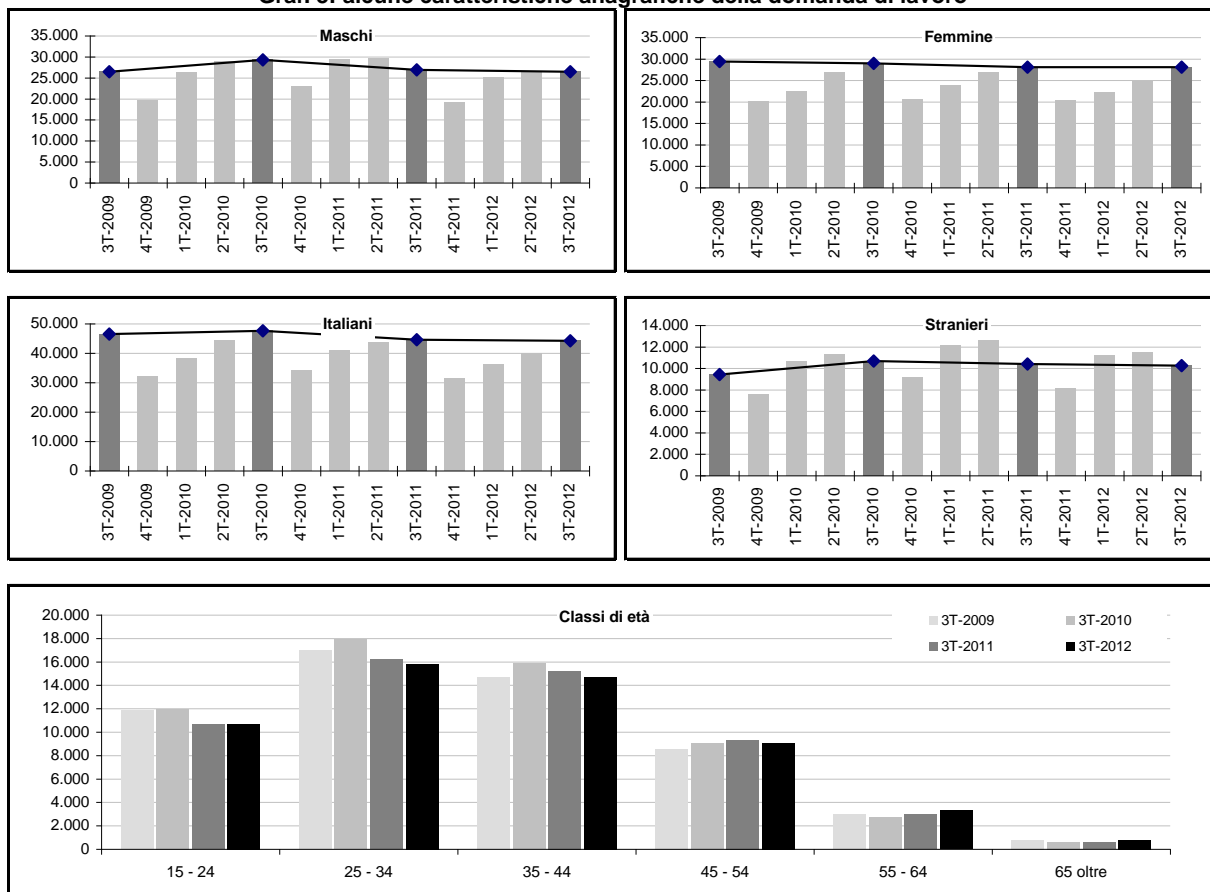 alcune caratteristiche anagrafiche della domanda di lavoro
Maschi
35.000
30.000
25.000
20.000
15.000
10.000
5.000
0
3T-2009
4T-2009
1T-2010
2T-2010
3T-2010
4T-2010
1T-2011
2T-2011
3T-2011
4T-2011
1T-2012
2T-2012
3T-2012
Femmine
35.000
30.000
25.000
20.000
15.000
10.000
5.000
0
3T-2009
4T-2009
1T-2010
2T-2010
3T-2010
4T-2010
1T-2011
2T-2011
3T-2011
4T-2011
1T-2012
2T-2012
3T-2012
Italiani
50.000
40.000
30.000
20.000
10.000
0
3T-2009
4T-2009
1T-2010
2T-2010
3T-2010
4T-2010
1T-2011
2T-2011
3T-2011
4T-2011
1T-2012
2T-2012
3T-2012
Stranieri
14.000
12.000
10.000
8.000
6.000
4.000
2.000
0
3T-2009
4T-2009
1T-2010
2T-2010
3T-2010
4T-2010
1T-2011
2T-2011
3T-2011
4T-2011
1T-2012
2T-2012
3T-2012
Classi di età
3T-2009 3T-2010
3T-2011 3T-2012
20.000
18.000
16.000
14.000
12.000
10.000
8.000
6.000
4.000
2.000
0
15 - 24 25 - 34 35 - 44 45 - 54 55 - 64 65 oltre